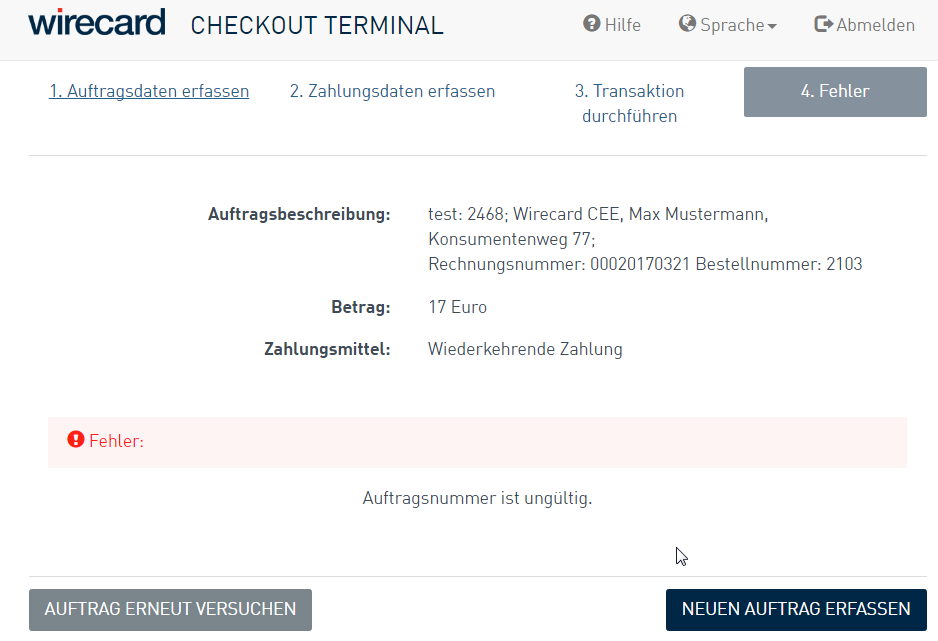 wirecard CHECKOUT TERMINAL Hilfe Sprache Abmelden
1. Auftragsdaten erfassen
2. Zahlungsdaten erfassen
3. Transaktion
durchführen
4. Fehler
Auftragsbeschreibung: test: 2468; Wirecard CEE, Max Mustermann,
Konsumentenweg 77;
Rechnungsnummer: 00020170321 Bestellnummer: 2103
Betrag: 17 Euro
Zahlungsmittel: Wiederkehrende Zahlung
Fehler:
Auftragsnummer ist ungültig.
AUFTRAG ERNEUT VERSUCHEN NEUEN AUFTRAG ERFASSEN